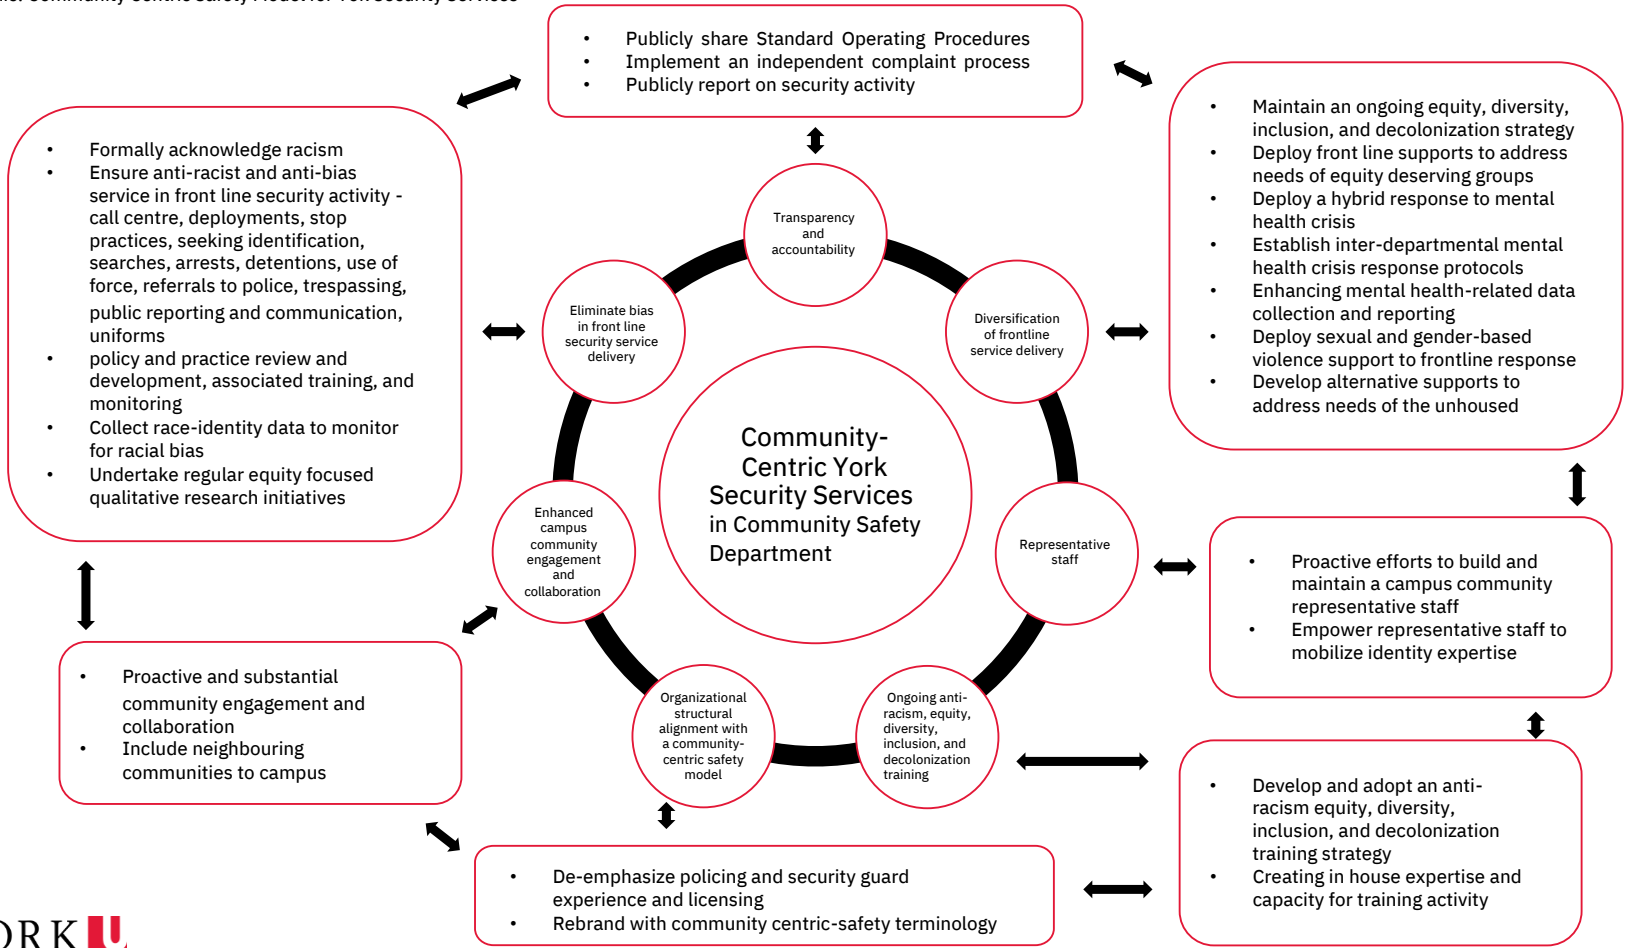 Community Centric Safety Model for York Security Services
• Publicly share Standard Operating Procedures
• Implement an independent complaint process
• Publicly report on security activity
• Formally acknowledge racism
• Ensure anti-racist and anti-bias
service in front line security activity -
call centre, deployments, stop
practices, seeking identification,
searches, arrests, detentions, use of
force, referrals to police, trespassing,
public reporting and communication,
uniforms
• policy and practice review and
development, associated training, and
monitoring
• Collect race-identity data to monitor
for racial bias
• Undertake regular equity focused
qualitative research initiatives
• Maintain an ongoing equity, diversity,
inclusion, and decolonization strategy
• Deploy front line supports to address
needs of equity deserving groups
• Deploy a hybrid response to mental
health crisis
• Establish inter-departmental mental
health crisis response protocols
• Enhancing mental health-related data
collection and reporting
• Deploy sexual and gender-based
violence support to frontline response
• Develop alternative supports to
address needs of the unhoused
Transparency
and
accountability
Eliminate bias
in front line
security service
delivery
Diversification
of frontline
service delivery
Community-
Centric York
Security Services
in Community Safety
Department
Enhanced
campus
community
engagement
and
collaboration
Representative
staff
Organizational
structural
alignment with
a community-
centric safety
model
Ongoing anti-
racism, equity,
diversity,
inclusion, and
decolonization
training
• Proactive efforts to build and
maintain a campus community
representative staff
• Empower representative staff to
mobilize identity expertise
• Proactive and substantial
community engagement and
collaboration
• Include neighbouring
communities to campus
• Develop and adopt an anti-
racism equity, diversity,
inclusion, and decolonization
training strategy
• Creating in house expertise and
capacity for training activity
• De-emphasize policing and security guard
experience and licensing
• Rebrand with community centric-safety terminology
ORK U